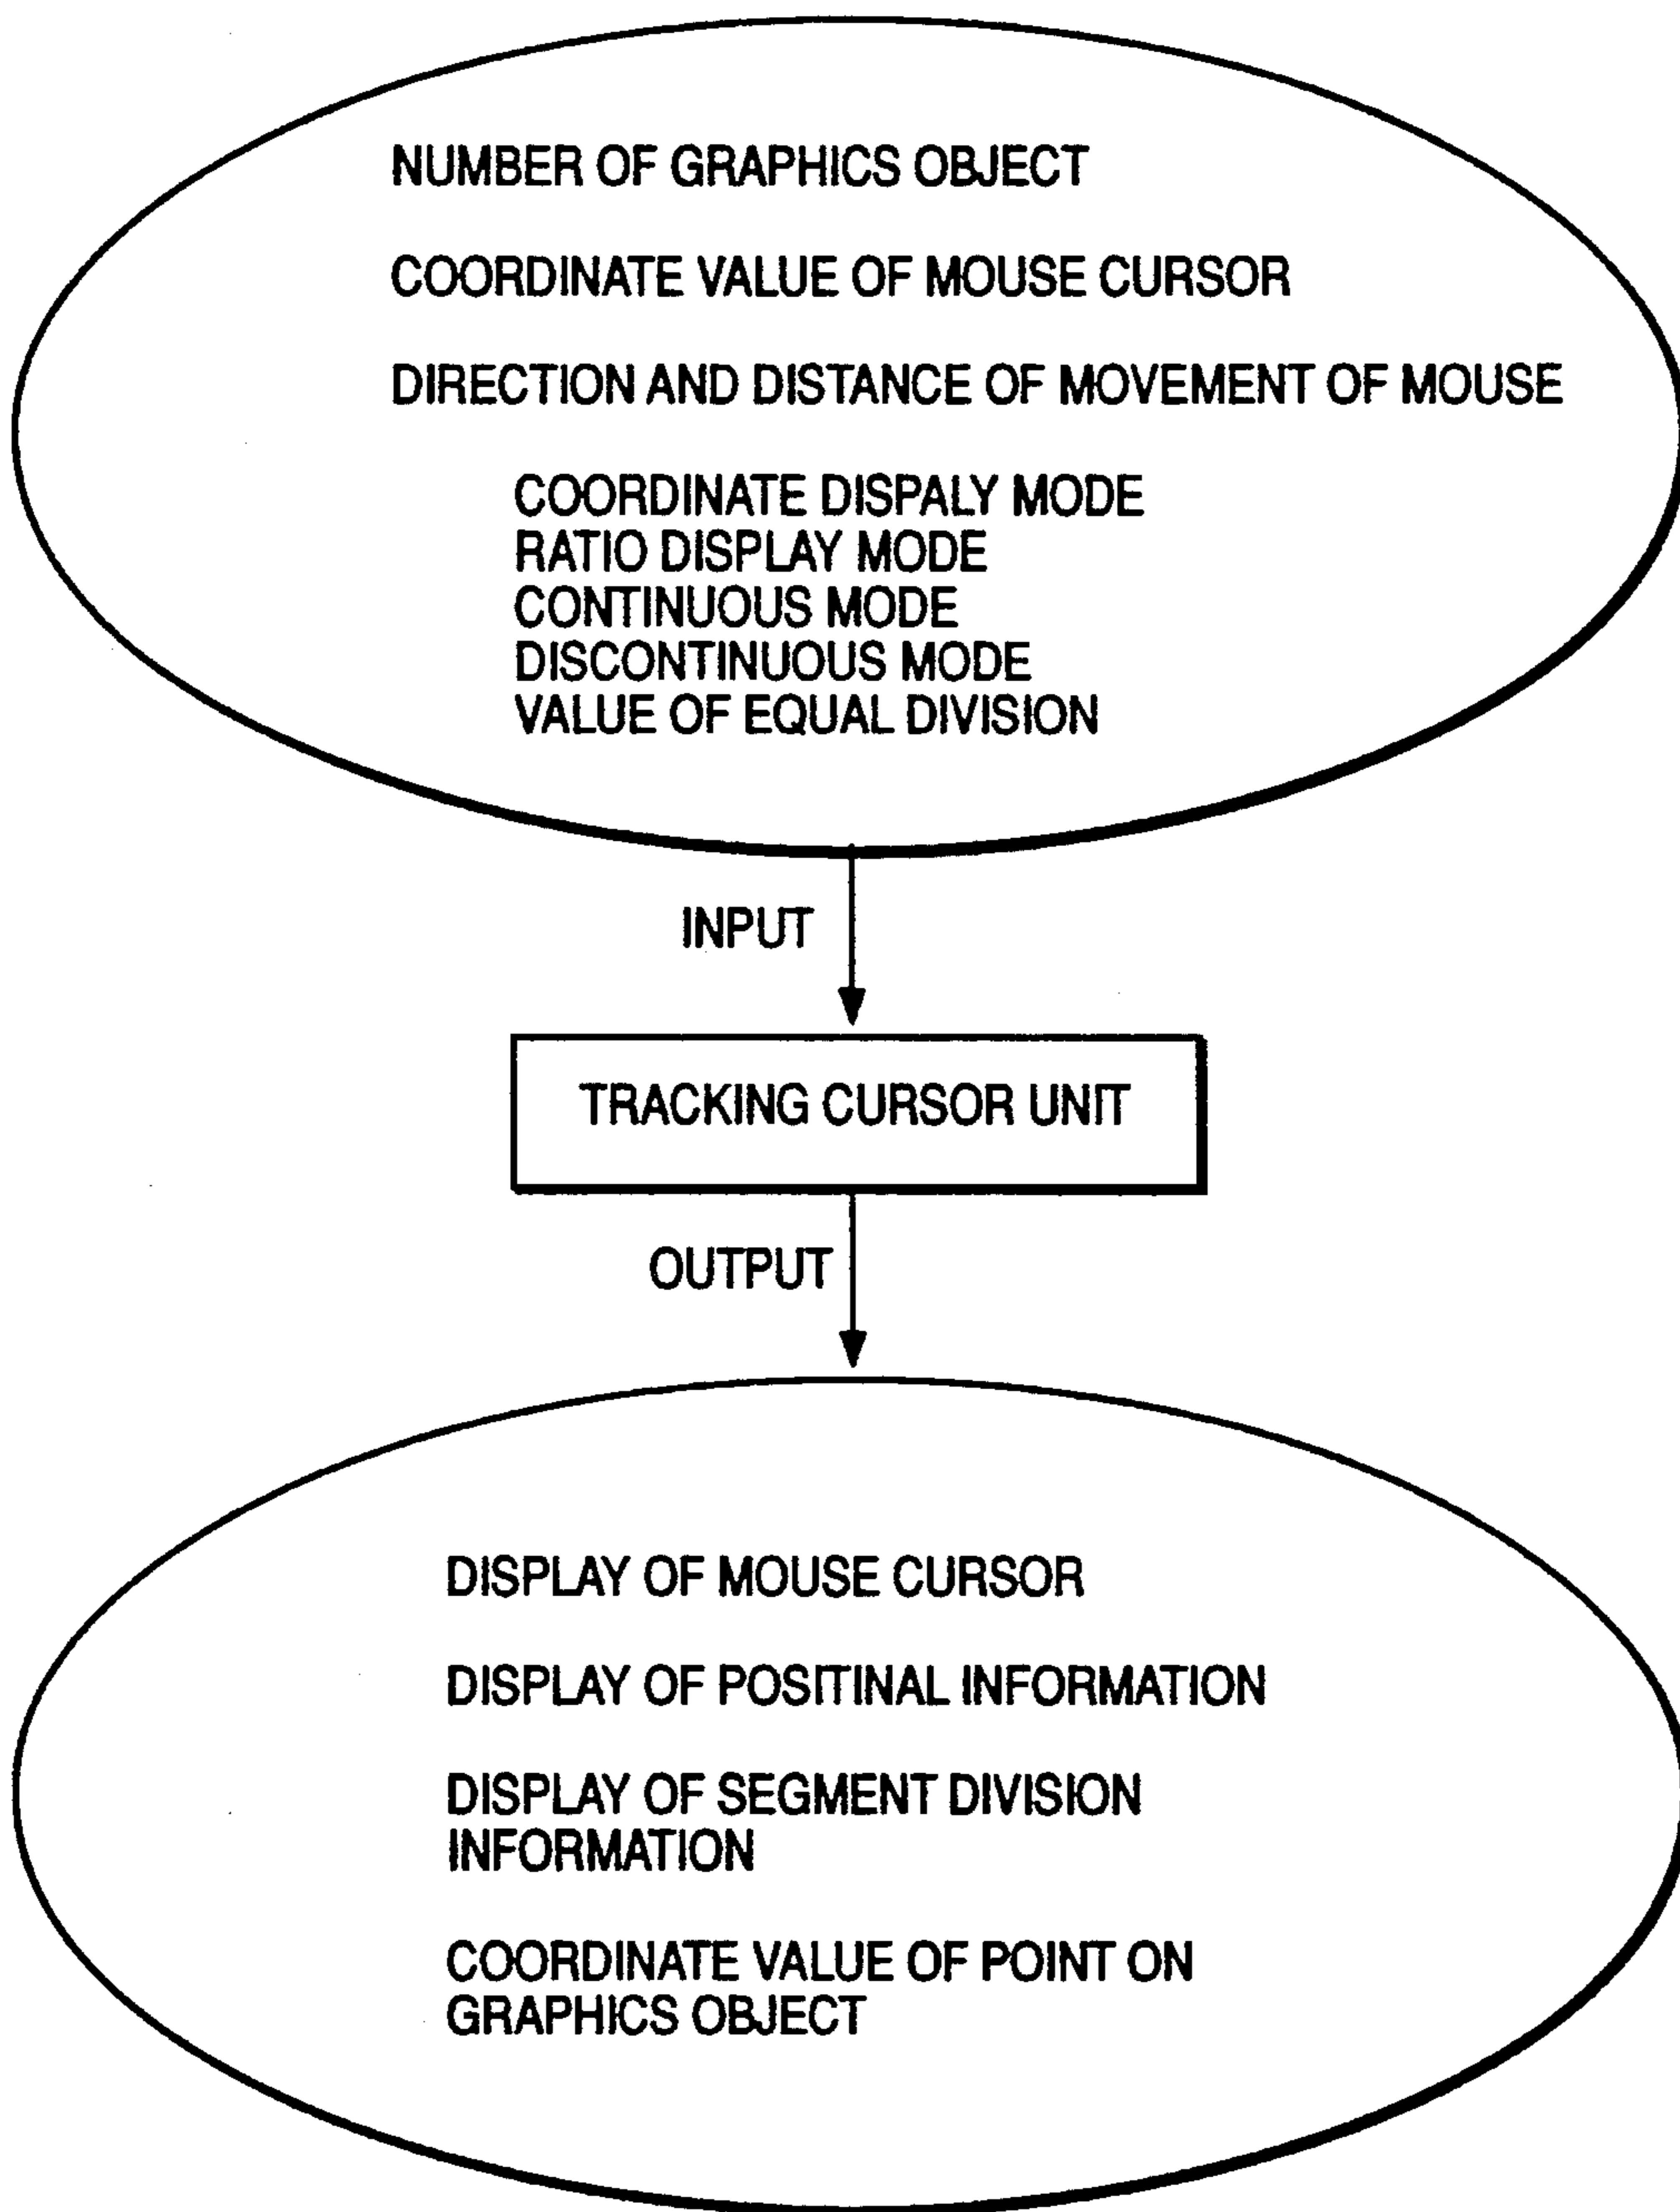 NUMBER OF GRAPHICS OBJECT
COORDINATE VALUE OF MOUSE CURSOR
DIRECTION AND DISTANCE OF MOVEMENT OF MOUSE
COORDINATE DISPALY MODE
RATIO DISPLAY MODE
CONTINUOUS MODE
DISCONTINUOUS MODE
VALUE OF EQUAL DIVISION
INPUT
TRACKING CURSOR UNIT
OUTPUT
DISPLAY OF MOUSE CURSOR
DISPLAY OF POSITINAL INFORMATION
DISPLAY OF SEGMENT DIVISION
INFORMATION
COORDINATE VALUE OF POINT ON
GRAPHICS OBJECT